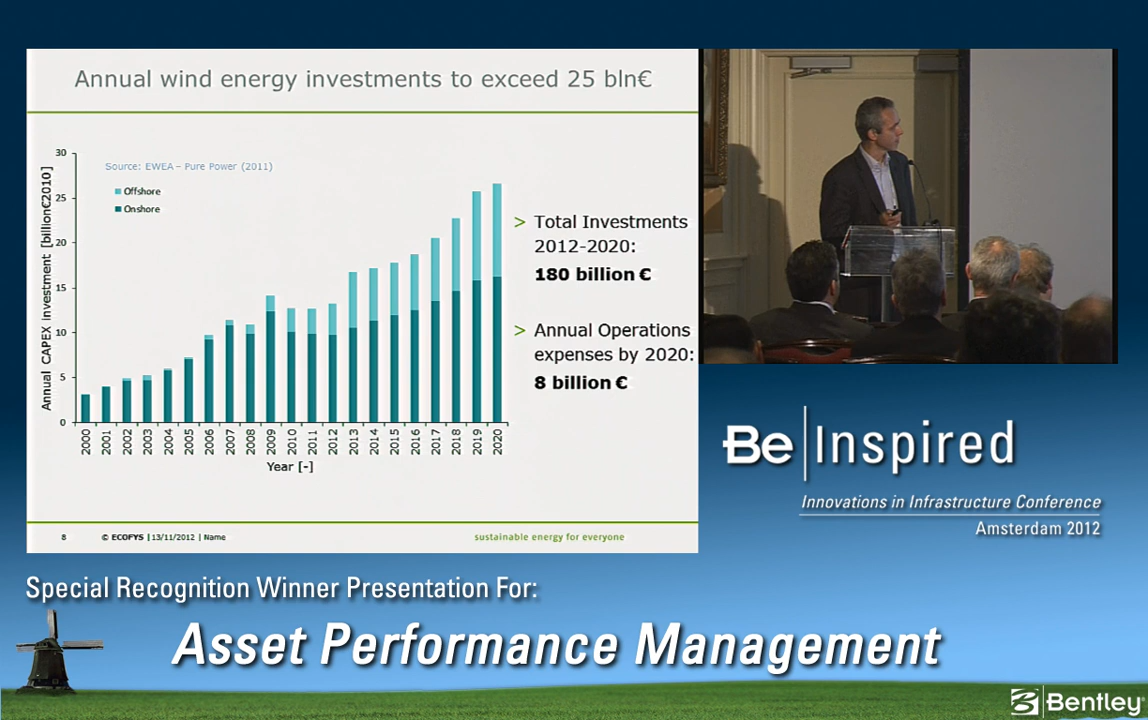 Annual wind energy investments to exceed 25 bln€
Source: EWEA – Pure Power (2011)
Offshore
Onshore
Annual CAPEX investment [billion€2010]
30
25
20
15
10
5
0
2000 2001 2002 2003 2004 2005 2006 2007 2008 2009 2010 2011 2012 2013 2014 2015 2016 2017 2018 2019 2020
Year [-]
> Total Investments
2012-2020:
180 billion €
> Annual Operations
expenses by 2020:
8 billion €
8 © ECOFYS | 13/11/2012 | Name
sustainable energy for everyone
Be Inspired
Innovations in Infrastructure Conference
Amsterdam 2012
Special Recognition Winner Presentation For:
Asset Performance Management
Bentley